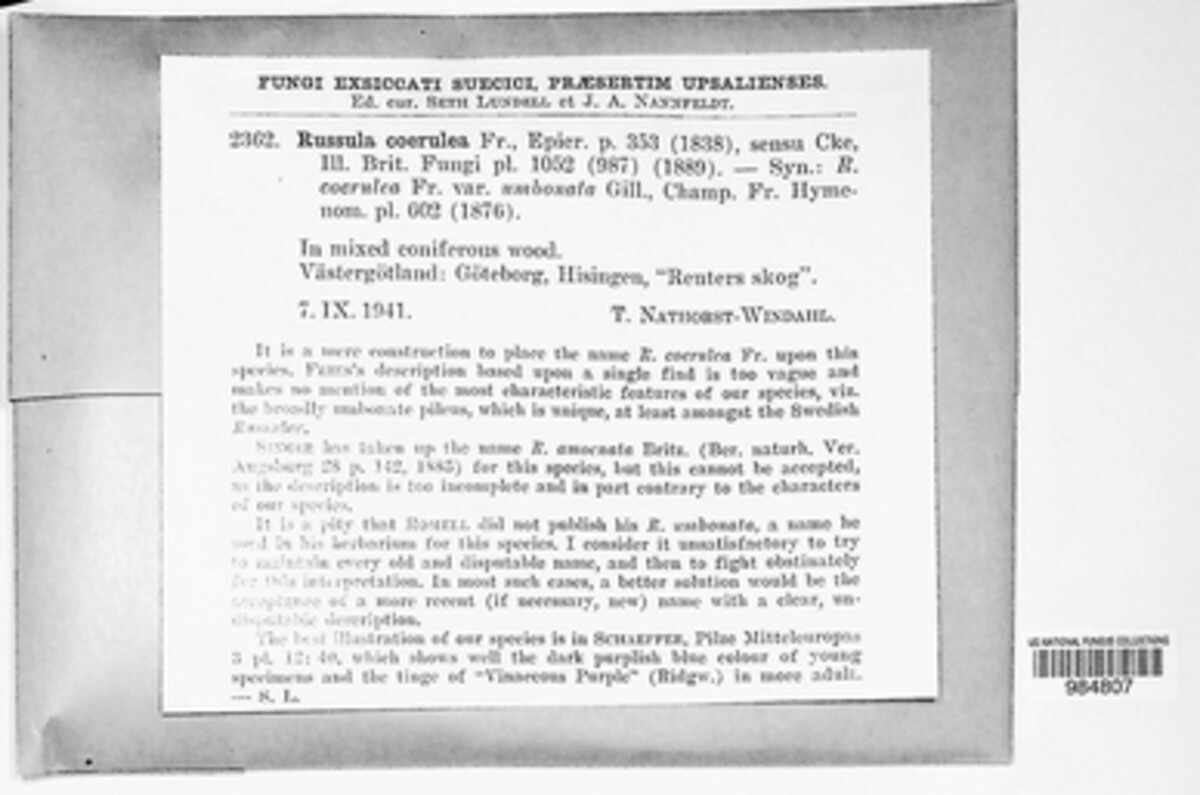 FUNGI EXSICCATI SUECICI, PRÆSERTIM UPSALIENSES.
Ed. cur. SETH LUNDELL et J. A. NANNFELDT.
2362. Russula coerulea Fr., Epicr. p. 353 (1838), sensu Cke,
Ill. Brit. Fungi pl. 1052 (987) (1889). — Syn.: R.
coerulea Fr. var. umbonata Gill., Champ. Fr. Hyme-
nom. pl. 602 (1876).
In mixed coniferous wood.
Västergötland: Göteborg, Hisingen, "Renters skog".
7. IX. 1941. T. NATHORST-WINDAHL.
It is a mere construction to place the name R. coerulea Fr. upon this
species. FRIES's description based upon a single find is too vague and
makes no mention of the most characteristic features of our species, viz.
the broadly umbonate pileus, which is unique, at least amongst the Swedish
Russulae.
SINGER has taken up the name R. amoenata Britz. (Ber. naturh. Ver.
Augsburg 28 p. 142, 1885) for this species, but this cannot be accepted,
as the description is too incomplete and in part contrary to the characters
of our species.
It is a pity that ROMELL did not publish his R. umbonata, a name he
used in his herbarium for this species. I consider it unsatisfactory to try
to maintain every old and disputable name, and then to fight obstinately
for this interpretation. In most such cases, a better solution would be the
acceptance of a more recent (if necessary, new) name with a clear, un-
disputable description.
The best illustration of our species is in SCHAEFFER, Pilze Mitteleuropas
3 pl. 12: 40, which shows well the dark purplish blue colour of young
specimens and the tinge of "Vinaceous Purple" (Ridgw.) in more adult.
— S. L.
US NATIONAL FUNGUS COLLECTIONS
984807